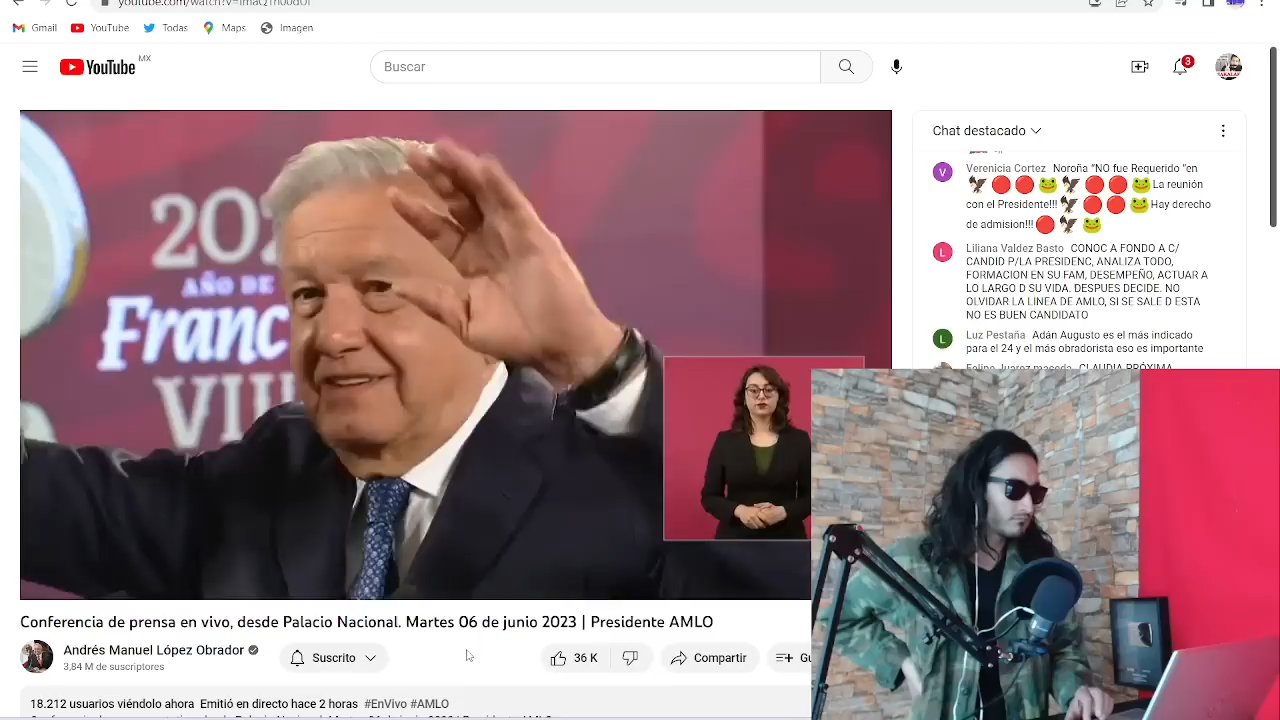 youtube.com/watch?v=
Gmail YouTube Todas Maps Imagen
YouTube MX
Buscar
3
Chat destacado
AÑO DE
Franc
VII
Verenicia Cortez Noroña “NO fue Requerido “en
🦅🔴🔴🐸🦅🔴🔴🐸La reunión
con el Presidente!!!🦅🔴🔴🐸Hay derecho
de admision!!!🔴🦅🐸
Liliana Valdez Basto CONOC A FONDO A C/
CANDID P/LA PRESIDENC, ANALIZA TODO,
FORMACION EN SU FAM, DESEMPEÑO, ACTUAR A
LO LARGO D SU VIDA. DESPUES DECIDE. NO
OLVIDAR LA LINEA DE AMLO, SI SE SALE D ESTA
NO ES BUEN CANDIDATO
Luz Pestaña Adán Augusto es el más indicado
para el 24 y el más obradorista eso es importante
Conferencia de prensa en vivo, desde Palacio Nacional. Martes 06 de junio 2023 | Presidente AMLO
Andrés Manuel López Obrador
3,84 M de suscriptores
Suscrito
36 K
Compartir
Gu
18.212 usuarios viéndolo ahora Emitió en directo hace 2 horas #EnVivo #AMLO